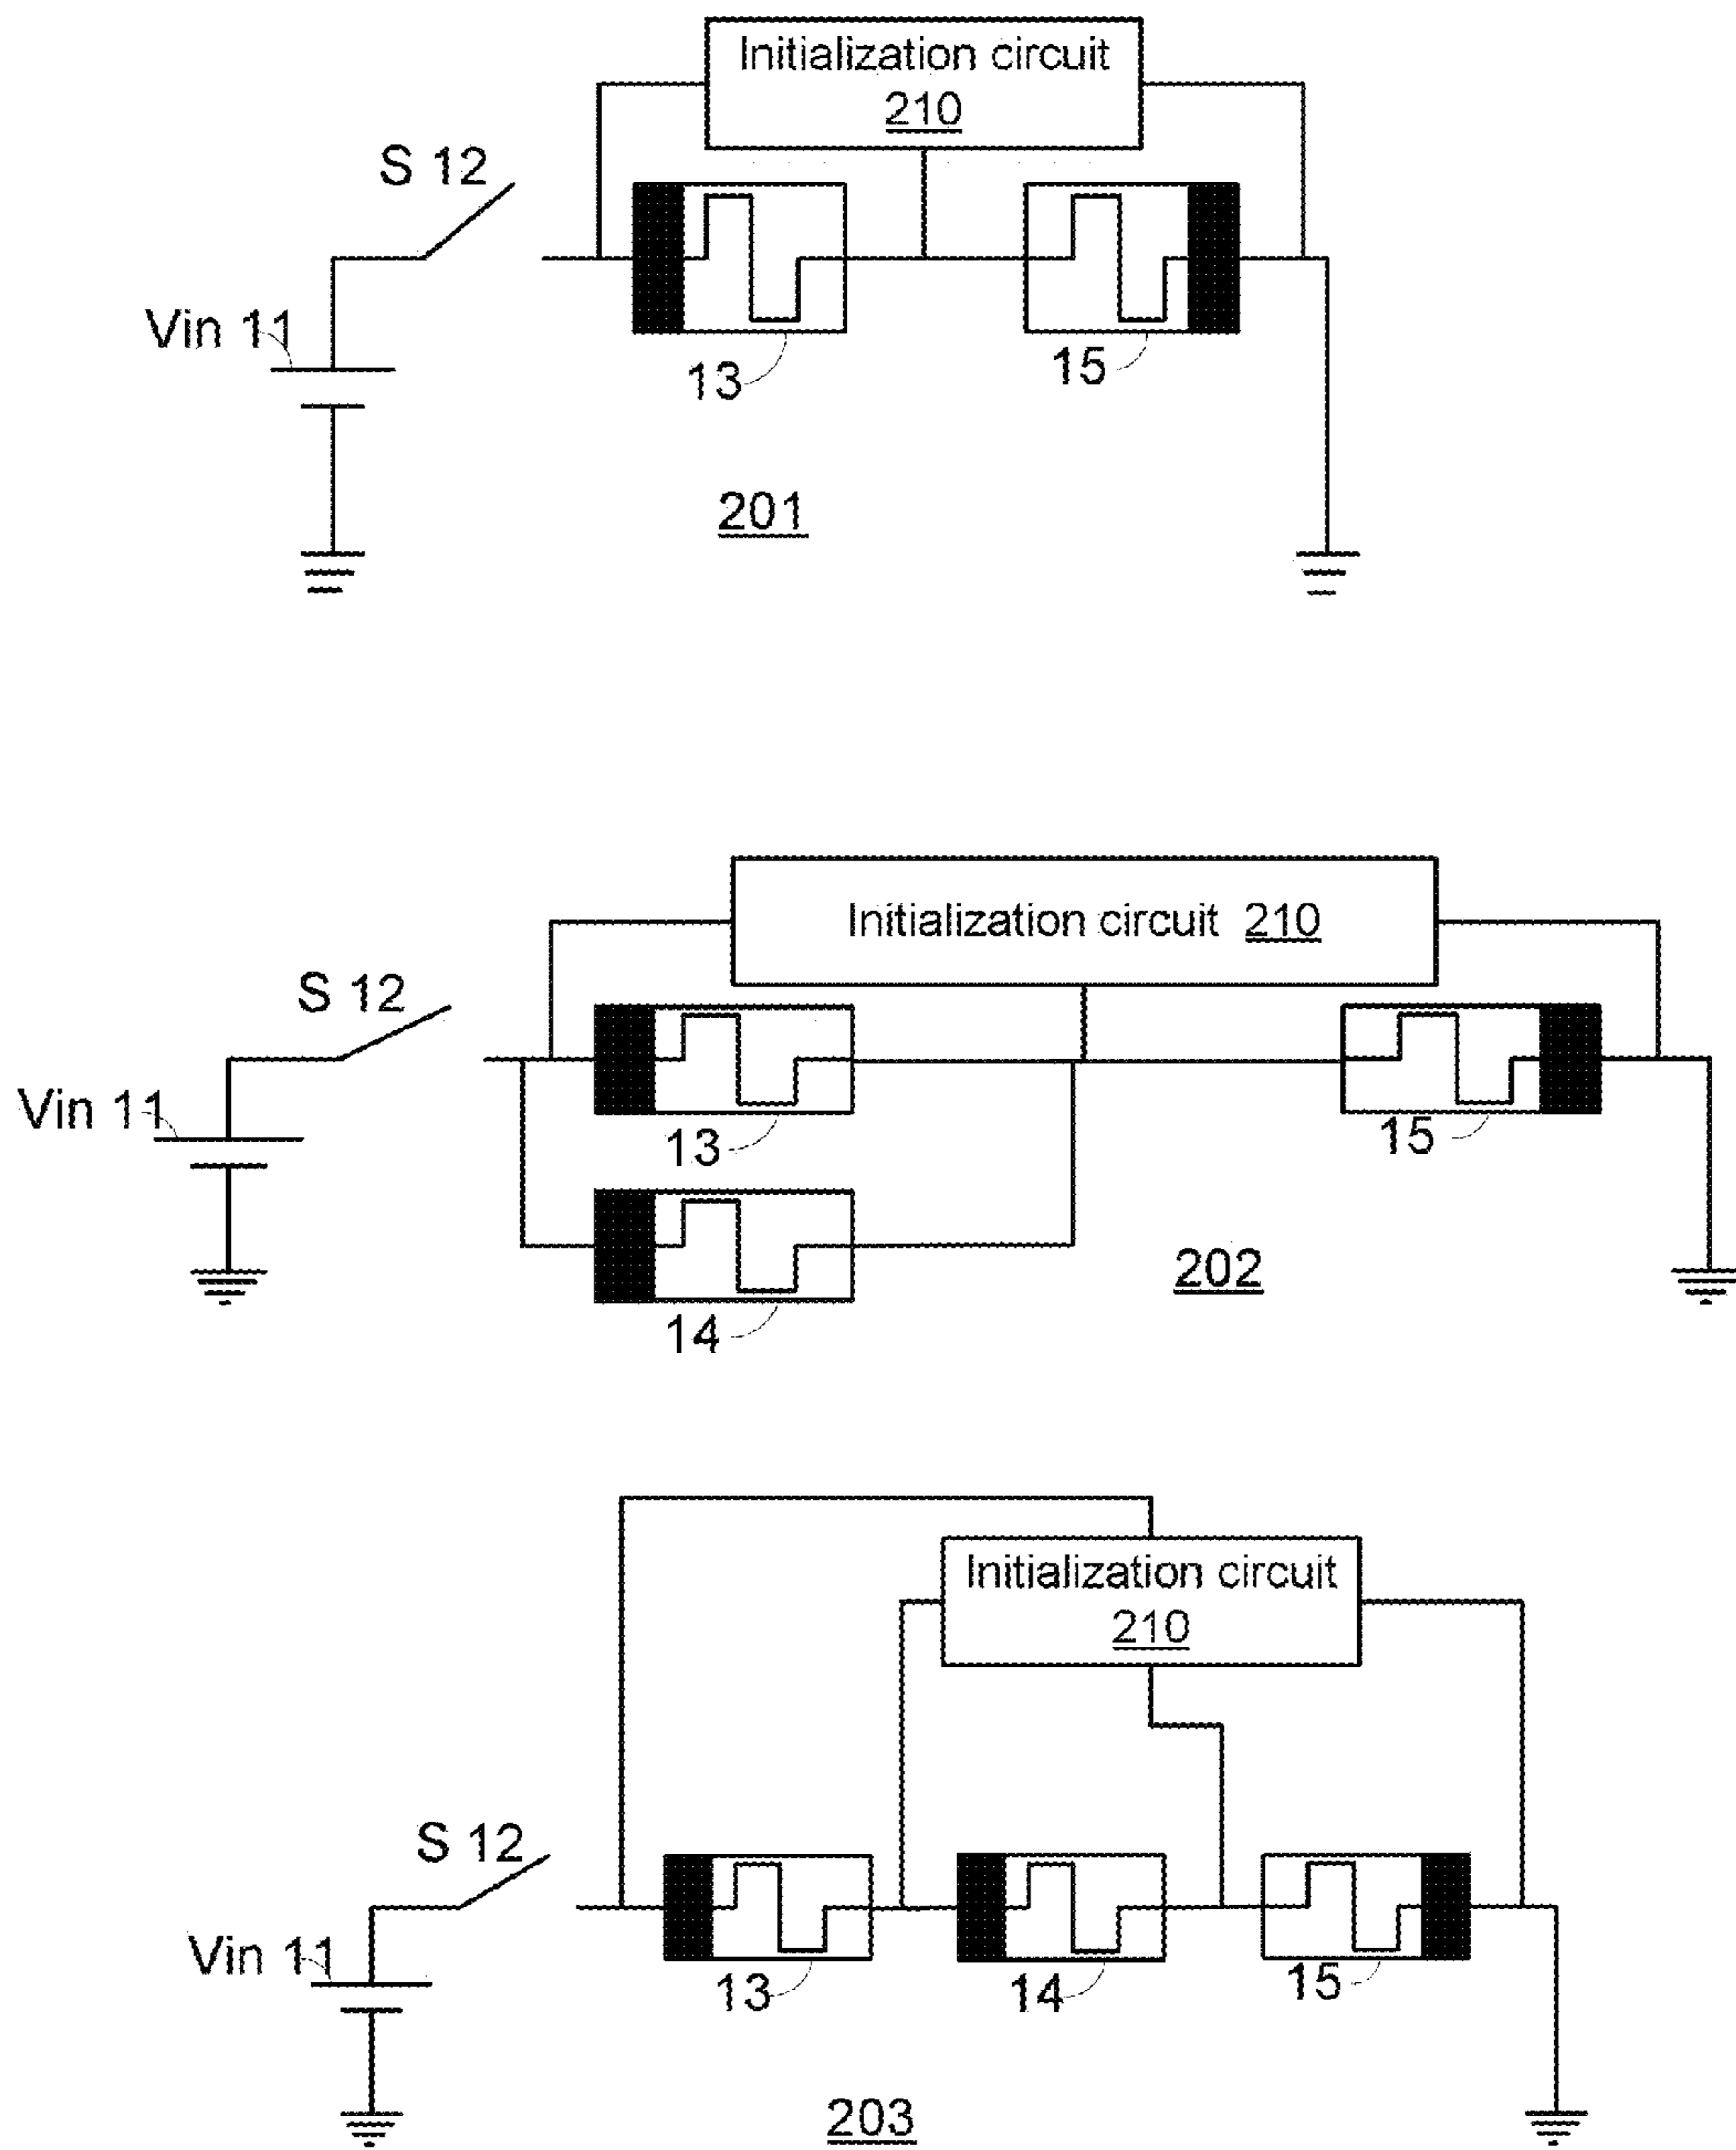 Initialization circuit
210
S 12
Vin 11
13
15
201
Initialization circuit 210
S 12
Vin 11
13
15
14
202
Initialization circuit
210
S 12
Vin 11
13
14
15
203